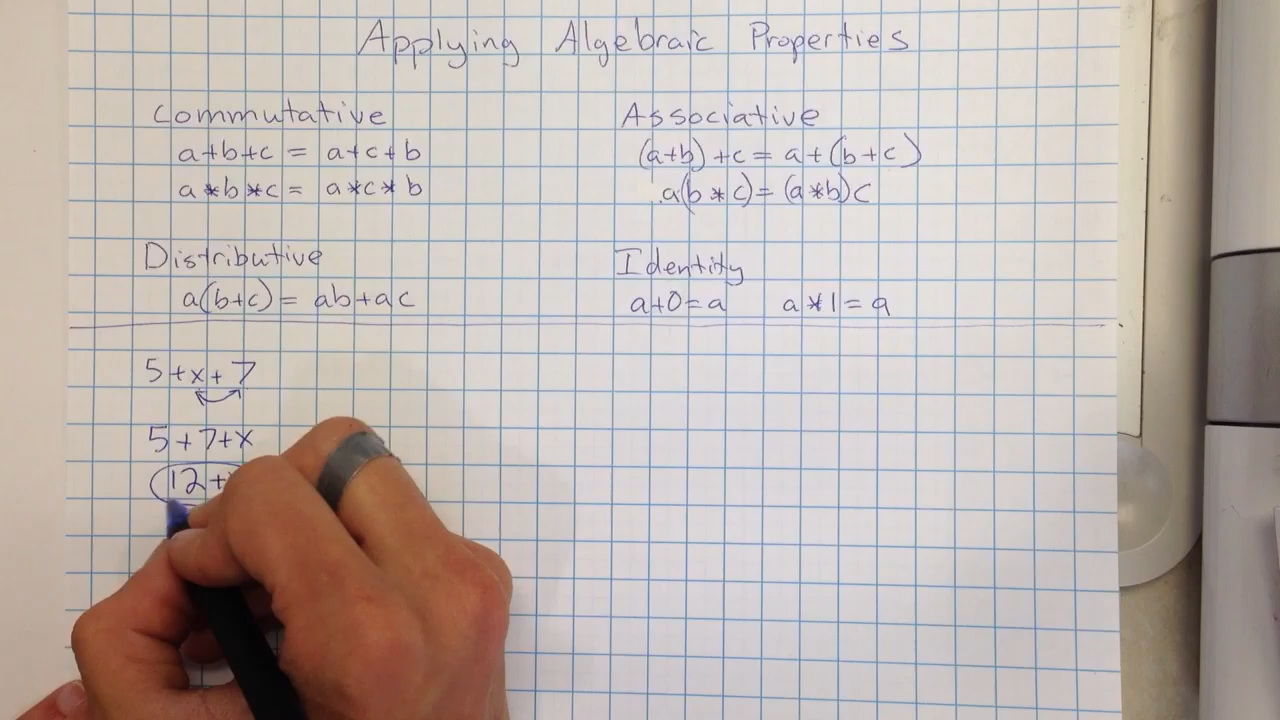 Applying Algebraic Properties
Commutative
a+b+c = a+c+b
a*b*c = a*c*b
Associative
(a+b)+c = a+(b+c)
a(b*c) = (a*b)c
Distributive
a(b+c) = ab+ac
Identity
a+0=a a*1=a
5+x+7
5+7+x
12+